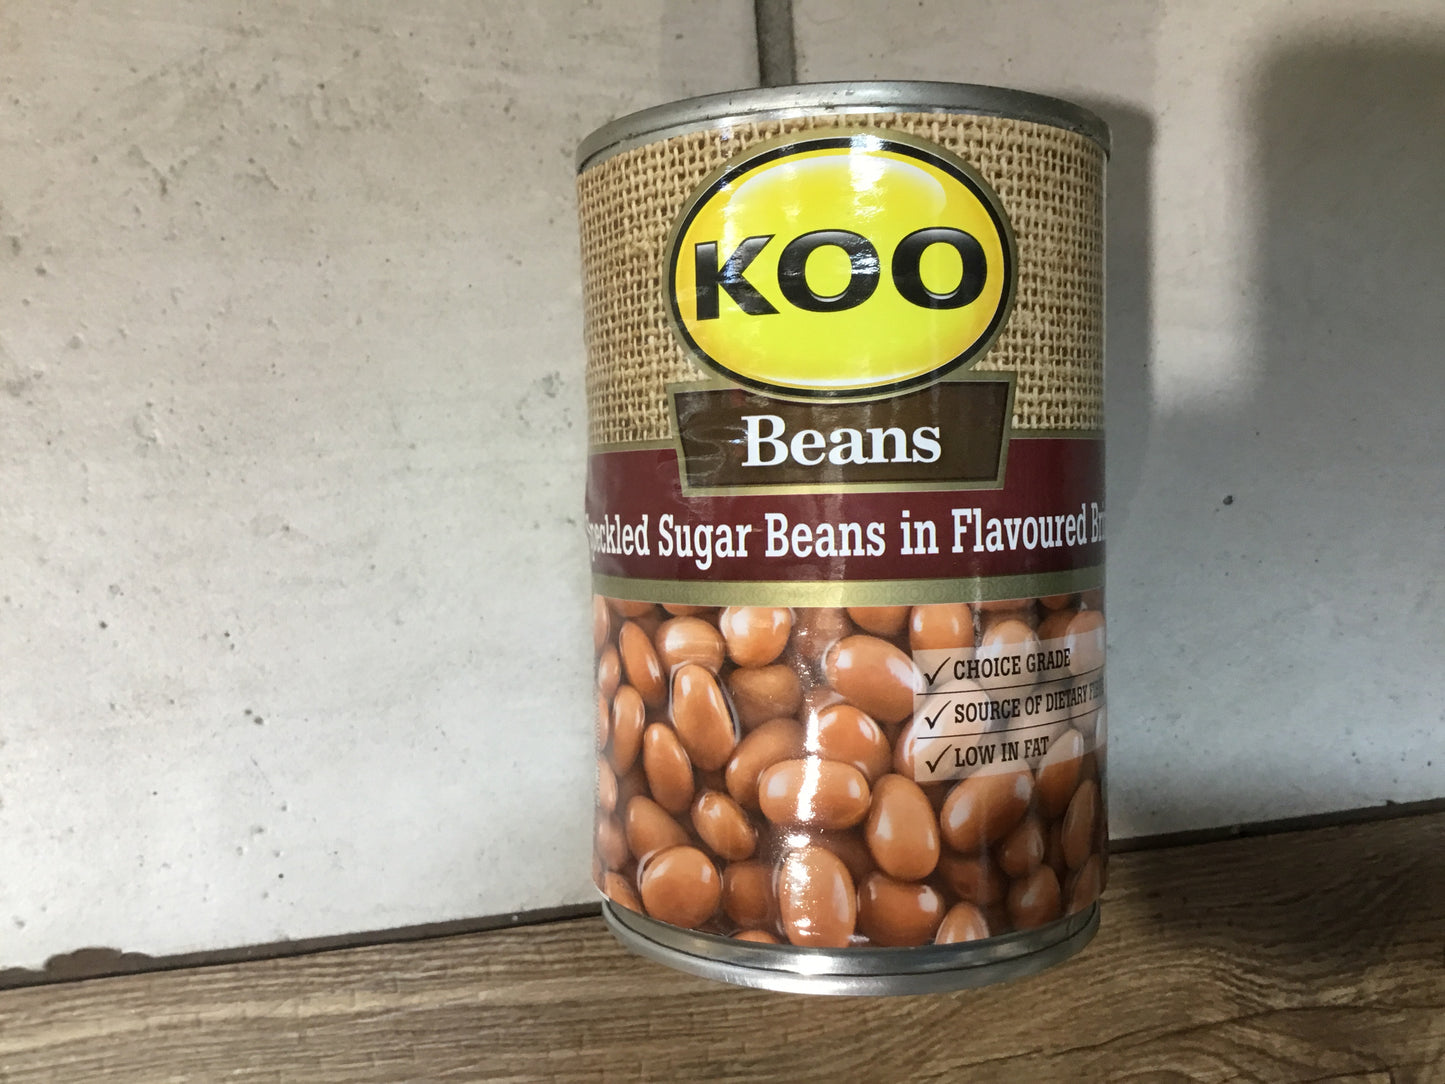 KOO
Beans
Speckled Sugar Beans in Flavoured
CHOICE GRADE
SOURCE OF DIETARY
LOW IN FAT